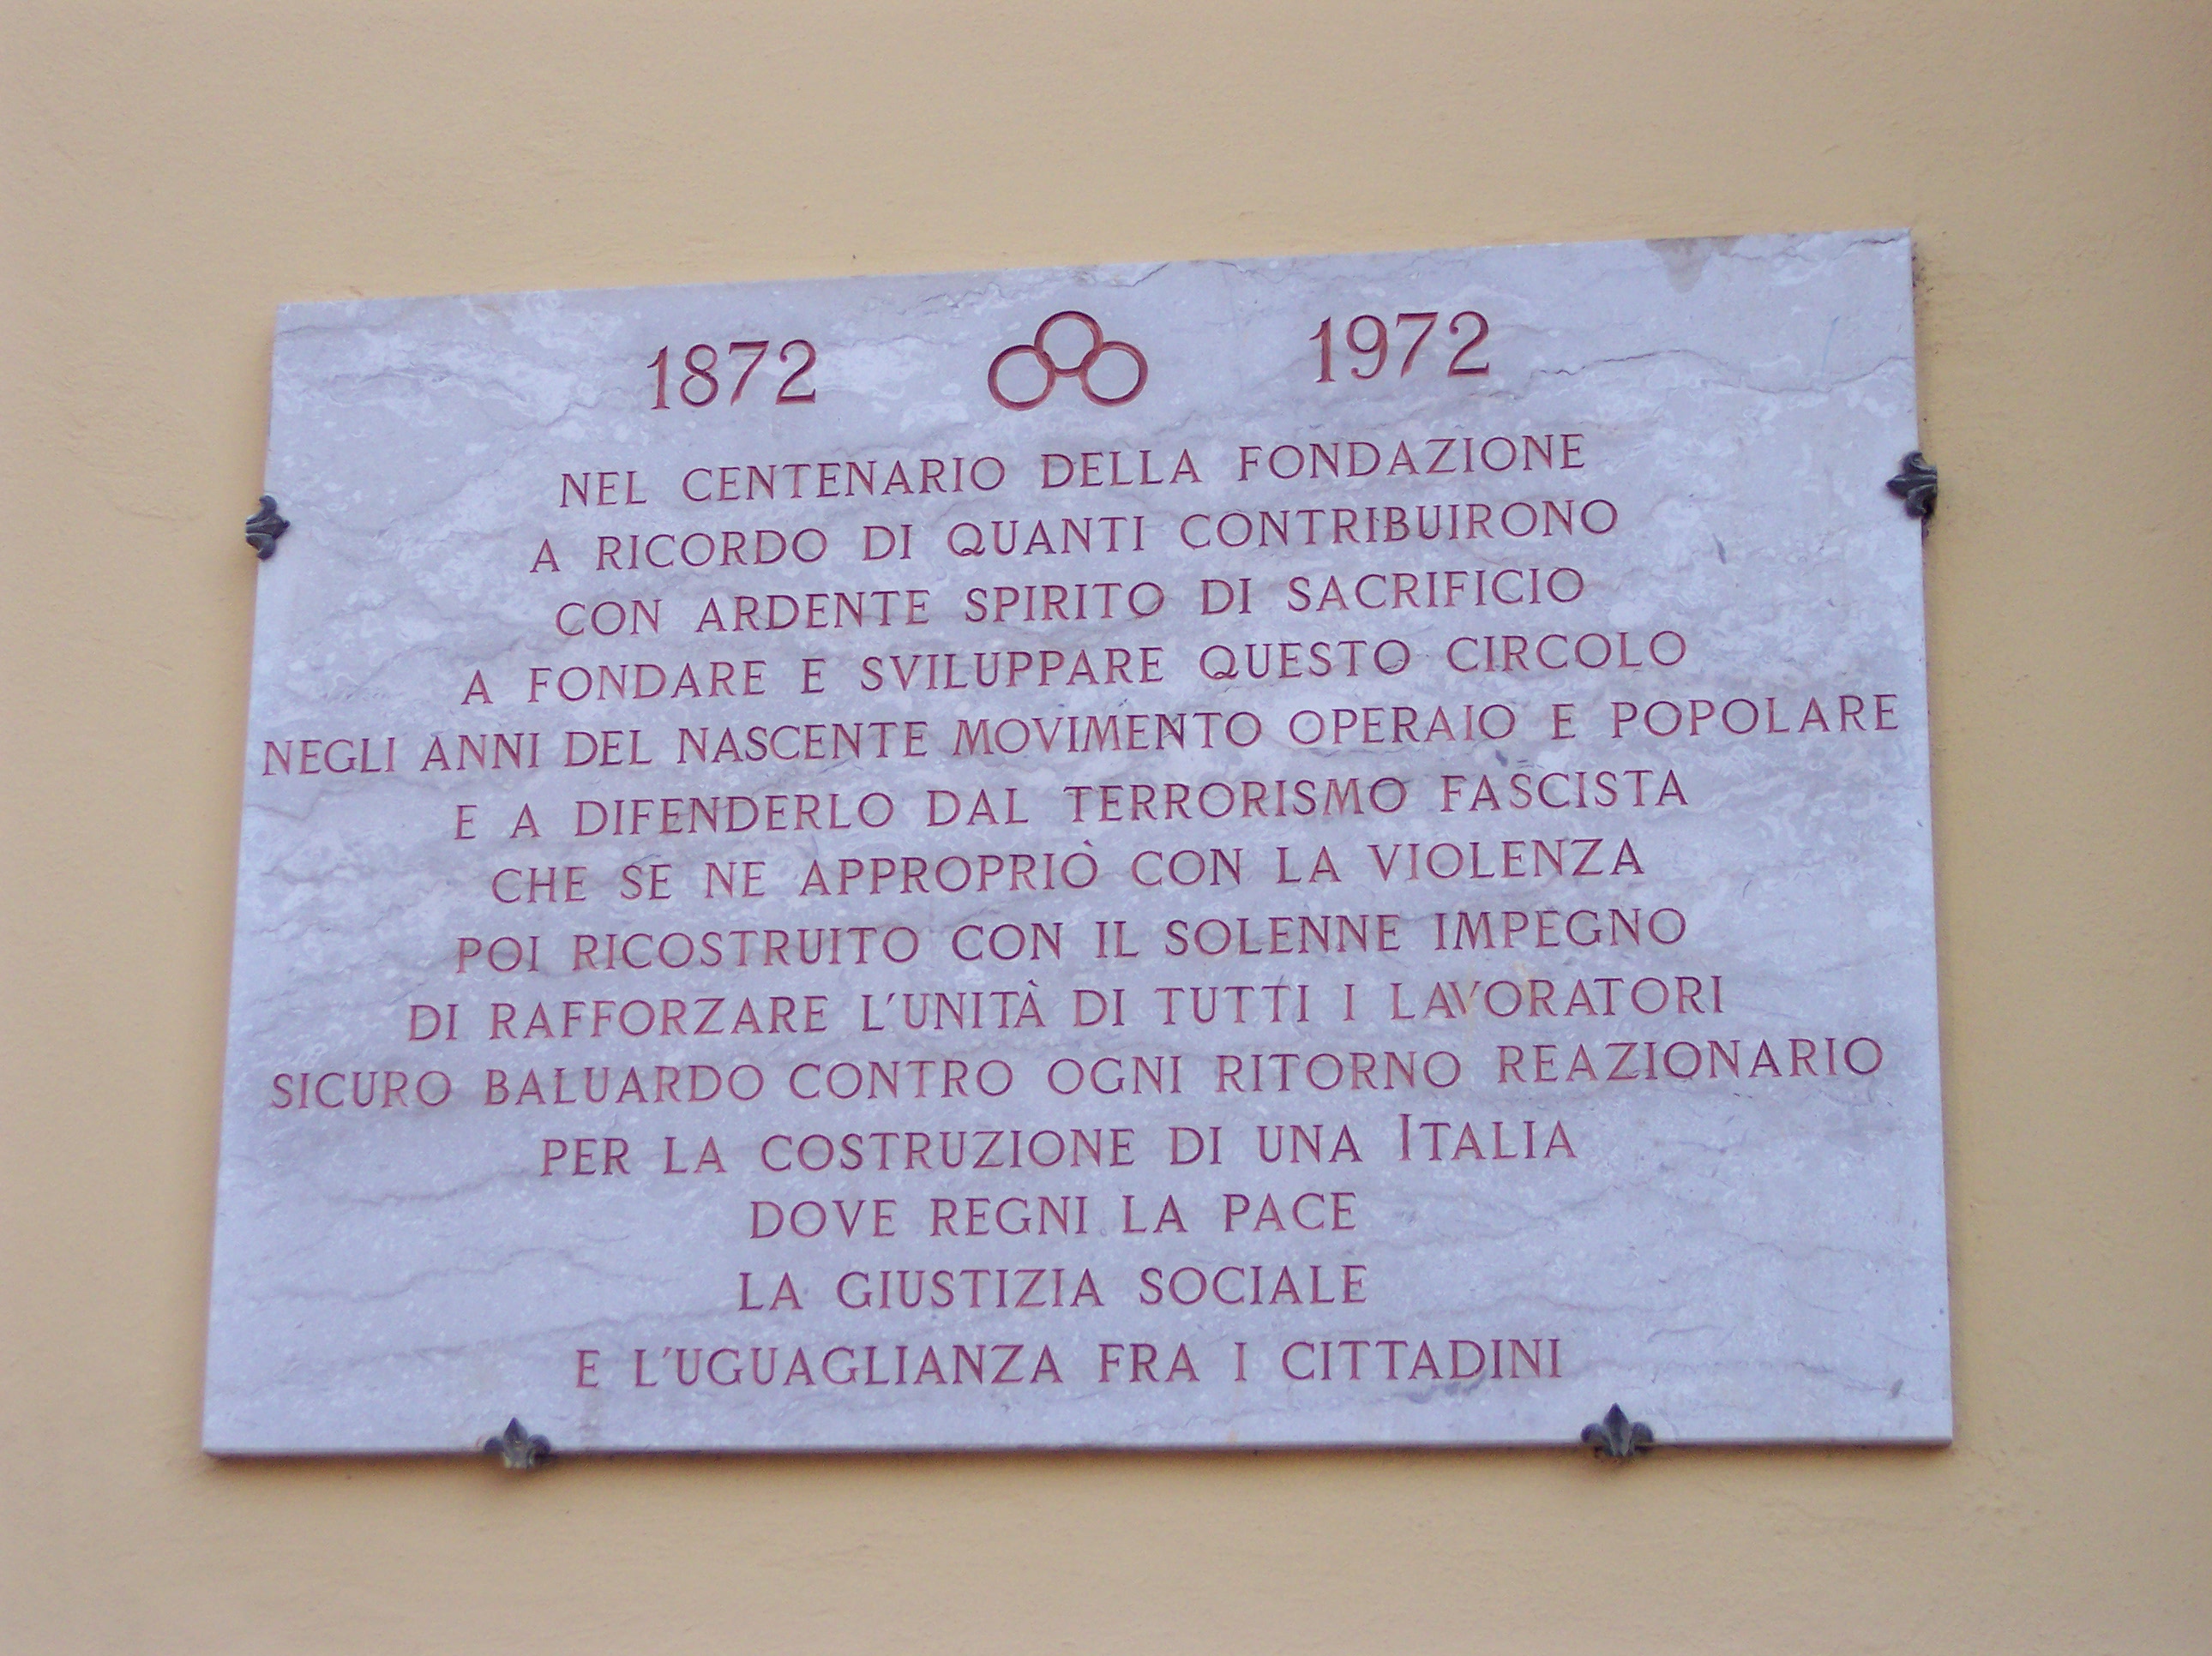 1872 1972
NEL CENTENARIO DELLA FONDAZIONE
A RICORDO DI QUANTI CONTRIBUIRONO
CON ARDENTE SPIRITO DI SACRIFICIO
A FONDARE E SVILUPPARE QUESTO CIRCOLO
NEGLI ANNI DEL NASCENTE MOVIMENTO OPERAIO E POPOLARE
E A DIFENDERLO DAL TERRORISMO FASCISTA
CHE SE NE APPROPRIÒ CON LA VIOLENZA
POI RICOSTRUITO CON IL SOLENNE IMPEGNO
DI RAFFORZARE L'UNITÀ DI TUTTI I LAVORATORI
SICURO BALUARDO CONTRO OGNI RITORNO REAZIONARIO
PER LA COSTRUZIONE DI UNA ITALIA
DOVE REGNI LA PACE
LA GIUSTIZIA SOCIALE
E L'UGUAGLIANZA FRA I CITTADINI